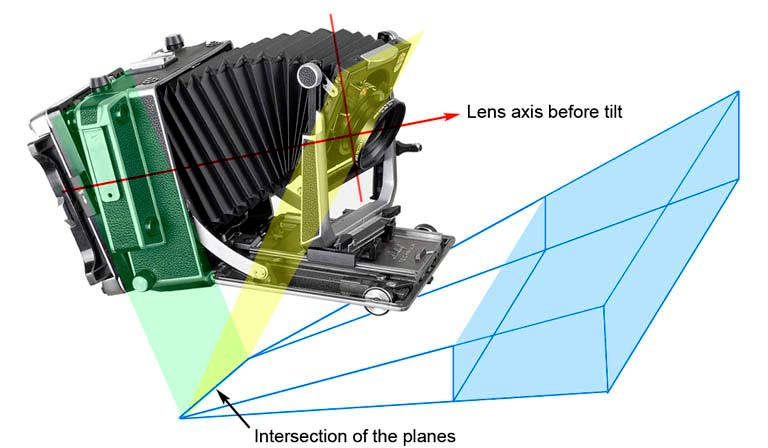 Lens axis before tilt
Intersection of the planes